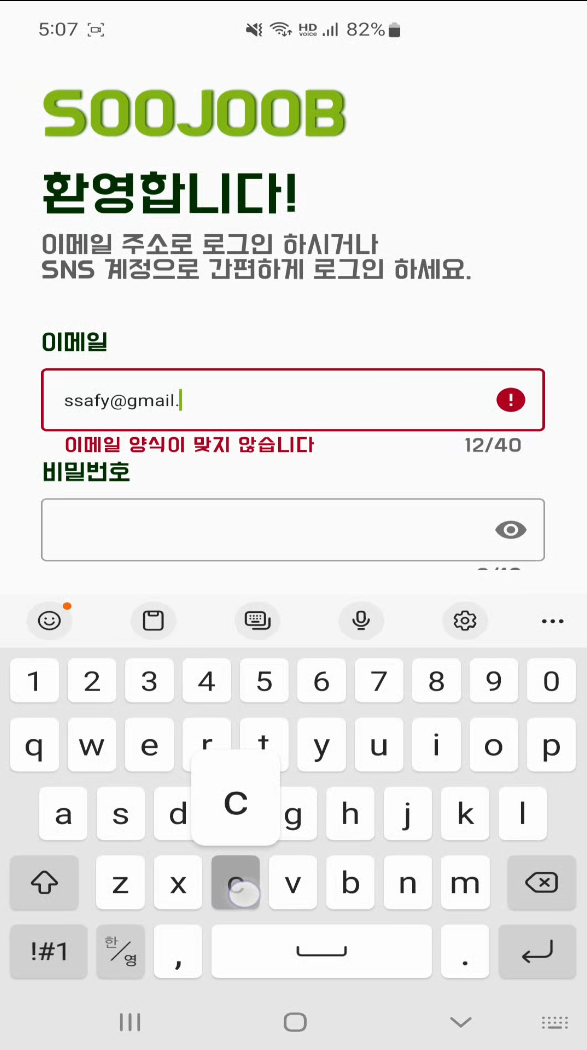 5:07 HD voice 82%
SOOJOOB
환영합니다!
이메일 주소로 로그인 하시거나
SNS 계정으로 간편하게 로그인 하세요.
이메일
ssafy@gmail.
이메일 양식이 맞지 않습니다 12/40
비밀번호
1 2 3 4 5 6 7 8 9 0
q w e r t y u i o p
a s d g h j k l
C
z x c v b n m
!#1 한/영 , .